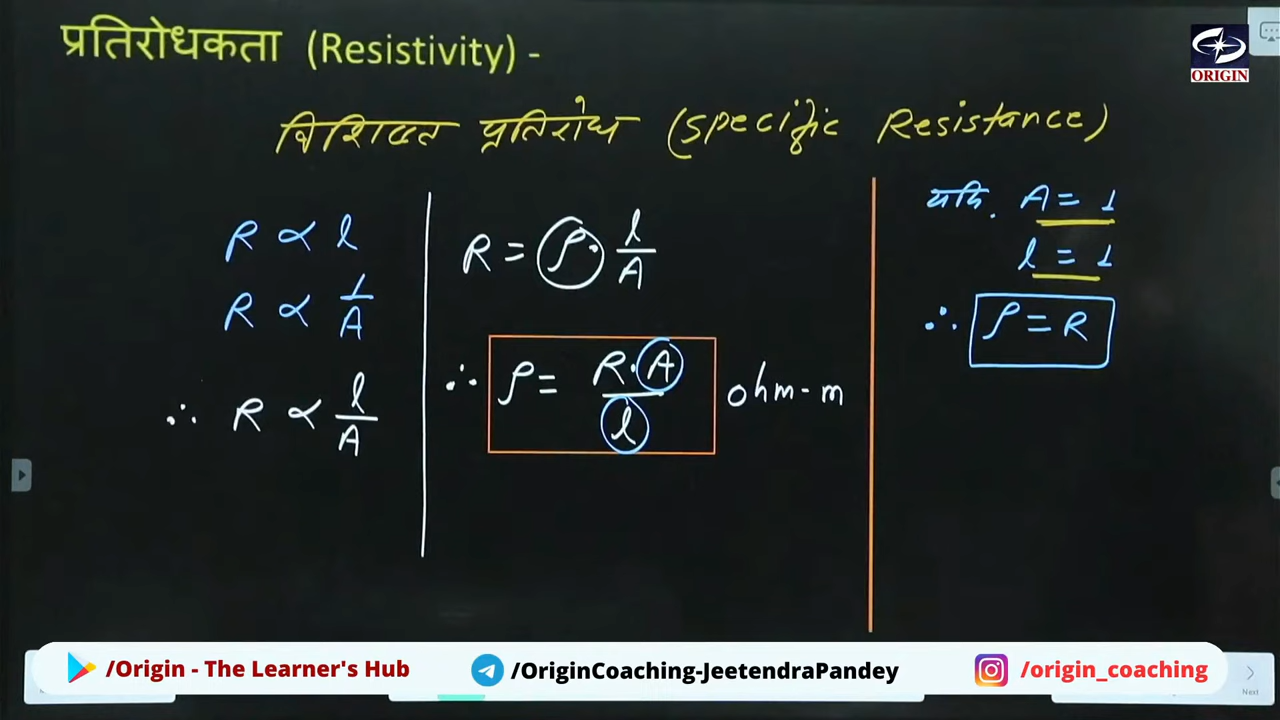 प्रतिरोधकता (Resistivity) -
ORIGIN
विशिष्ट प्रतिरोध (Specific Resistance)
R ∝ l
R ∝ 1/A
∴ R ∝ l/A
R = ρ. l/A
∴ ρ = R.A/l ohm-m
यदि. A = 1
l = 1
∴ ρ = R
/Origin - The Learner's Hub
/OriginCoaching-JeetendraPandey
/origin_coaching
Next